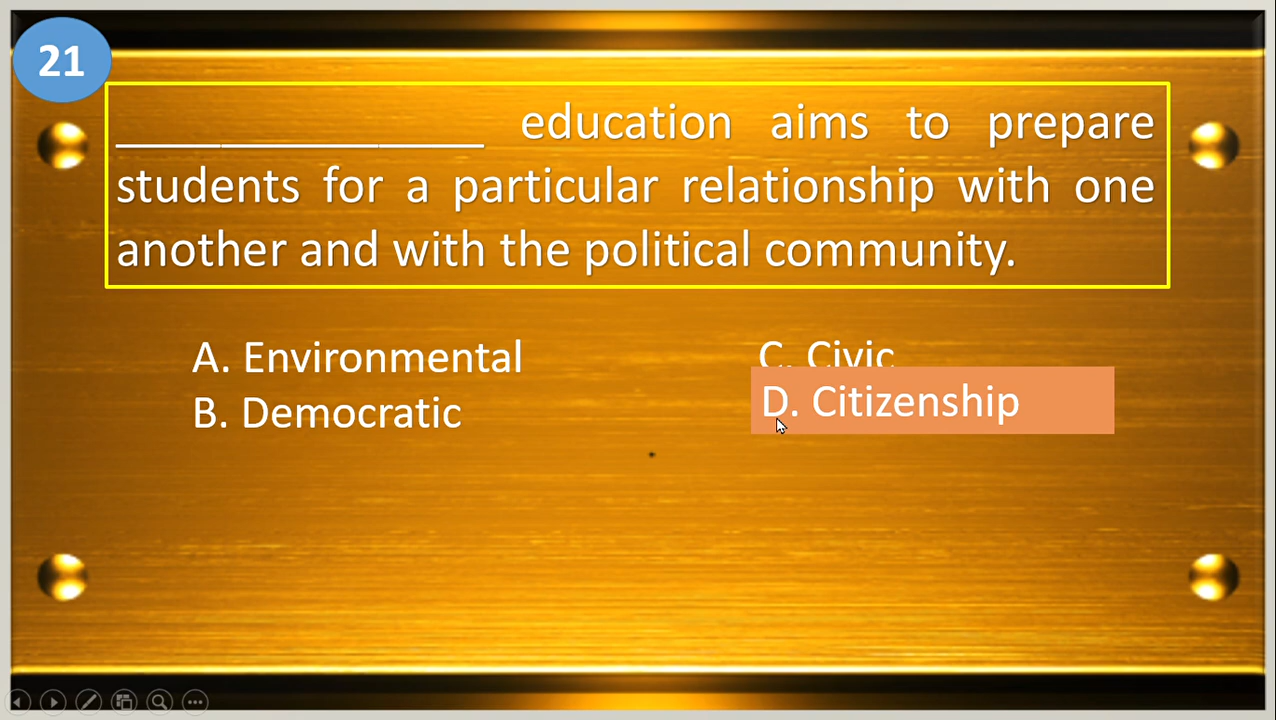 21
_______________ education aims to prepare
students for a particular relationship with one
another and with the political community.
A. Environmental
B. Democratic
C. Civic
D. Citizenship